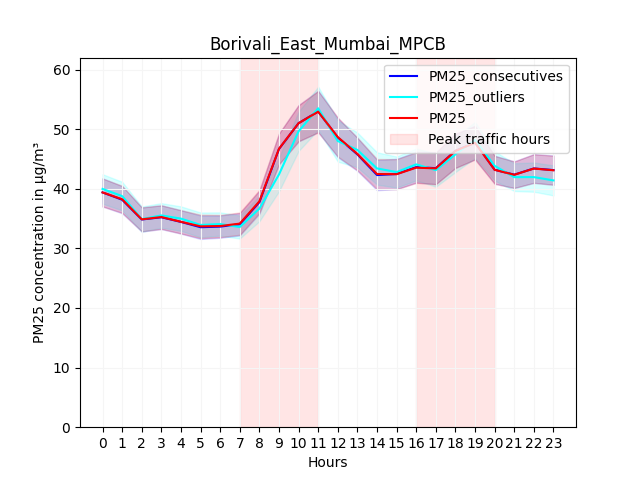 Borivali_East_Mumbai_MPCB
PM25_consecutives
PM25_outliers
PM25
Peak traffic hours
PM25 concentration in µg/m³
60
50
40
30
20
10
0
0 1 2 3 4 5 6 7 8 9 10 11 12 13 14 15 16 17 18 19 20 21 22 23
Hours